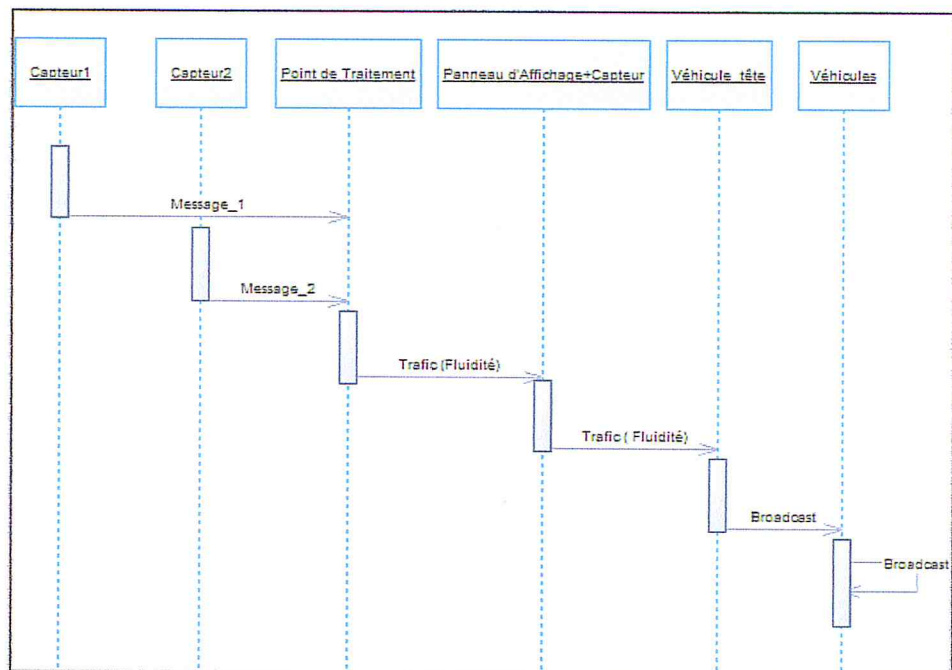 Capteur1
Capteur2
Point de Traitement
Panneau d'Affichage+Capteur
Véhicule_tête
Véhicules
Message_1
Message_2
Trafic (Fluidité)
Trafic ( Fluidité)
Broadcast
Broadcast